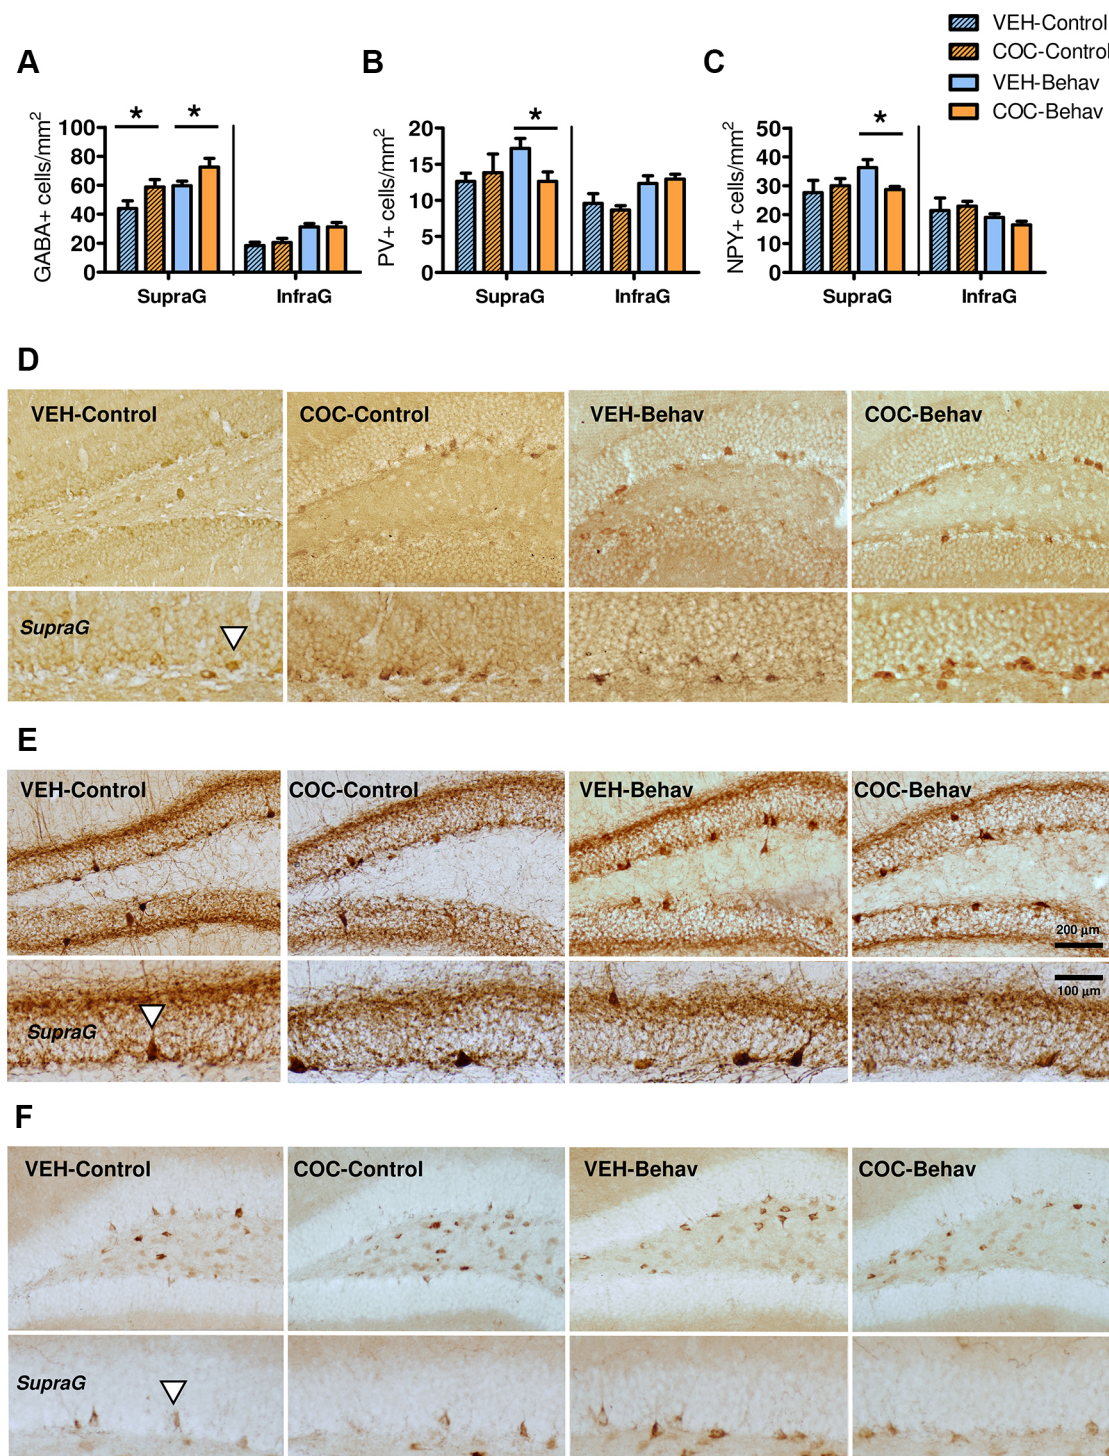 VEH-Control
COC-Control
VEH-Behav
COC-Behav
A
B
C
* *
*
*
GABA+ cells/mm2
100
80
60
40
20
0
SupraG InfraG
PV+ cells/mm2
20
15
10
5
0
SupraG InfraG
NPY+ cells/mm2
50
40
30
20
10
0
SupraG InfraG
D
VEH-Control COC-Control VEH-Behav COC-Behav
SupraG
E
VEH-Control COC-Control VEH-Behav COC-Behav
200 µm
100 µm
SupraG
F
VEH-Control COC-Control VEH-Behav COC-Behav
SupraG